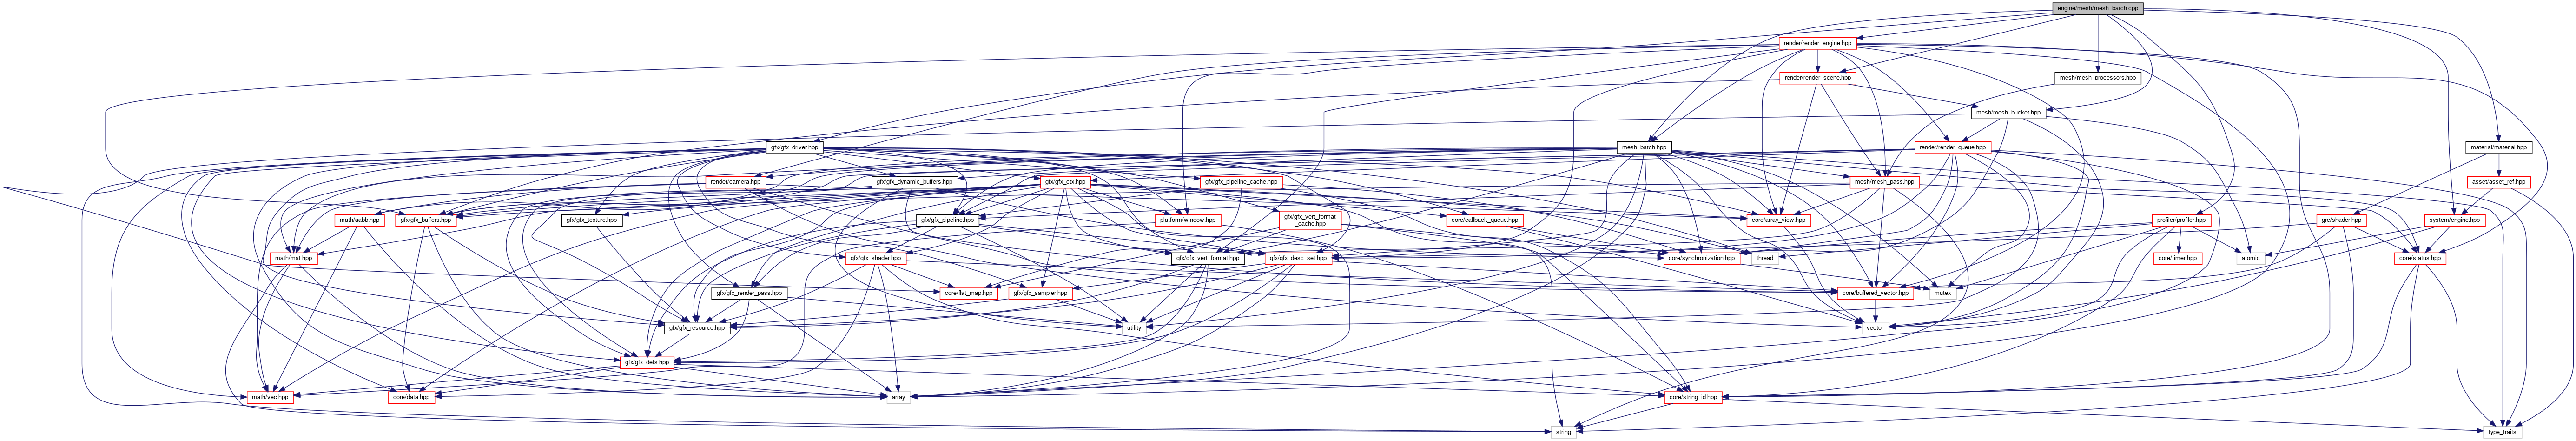 engine/mesh/mesh_batch.cpp
render/render_engine.hpp
render/render_scene.hpp
mesh/mesh_processors.hpp
mesh/mesh_bucket.hpp
gfx/gfx_driver.hpp
mesh_batch.hpp
render/render_queue.hpp
material/material.hpp
render/camera.hpp
gfx/gfx_dynamic_buffers.hpp
gfx/gfx_ctx.hpp
gfx/gfx_pipeline_cache.hpp
mesh/mesh_pass.hpp
asset/asset_ref.hpp
math/aabb.hpp
gfx/gfx_buffers.hpp
gfx/gfx_texture.hpp
gfx/gfx_pipeline.hpp
platform/window.hpp
gfx/gfx_vert_format
_cache.hpp
core/callback_queue.hpp
core/array_view.hpp
profiler/profiler.hpp
grc/shader.hpp
system/engine.hpp
math/mat.hpp
gfx/gfx_shader.hpp
gfx/gfx_vert_format.hpp
gfx/gfx_desc_set.hpp
core/synchronization.hpp
thread
core/timer.hpp
atomic
core/status.hpp
gfx/gfx_render_pass.hpp
core/flat_map.hpp
gfx/gfx_sampler.hpp
core/buffered_vector.hpp
mutex
gfx/gfx_resource.hpp
utility
vector
gfx/gfx_defs.hpp
math/vec.hpp
core/data.hpp
array
core/string_id.hpp
string
type_traits